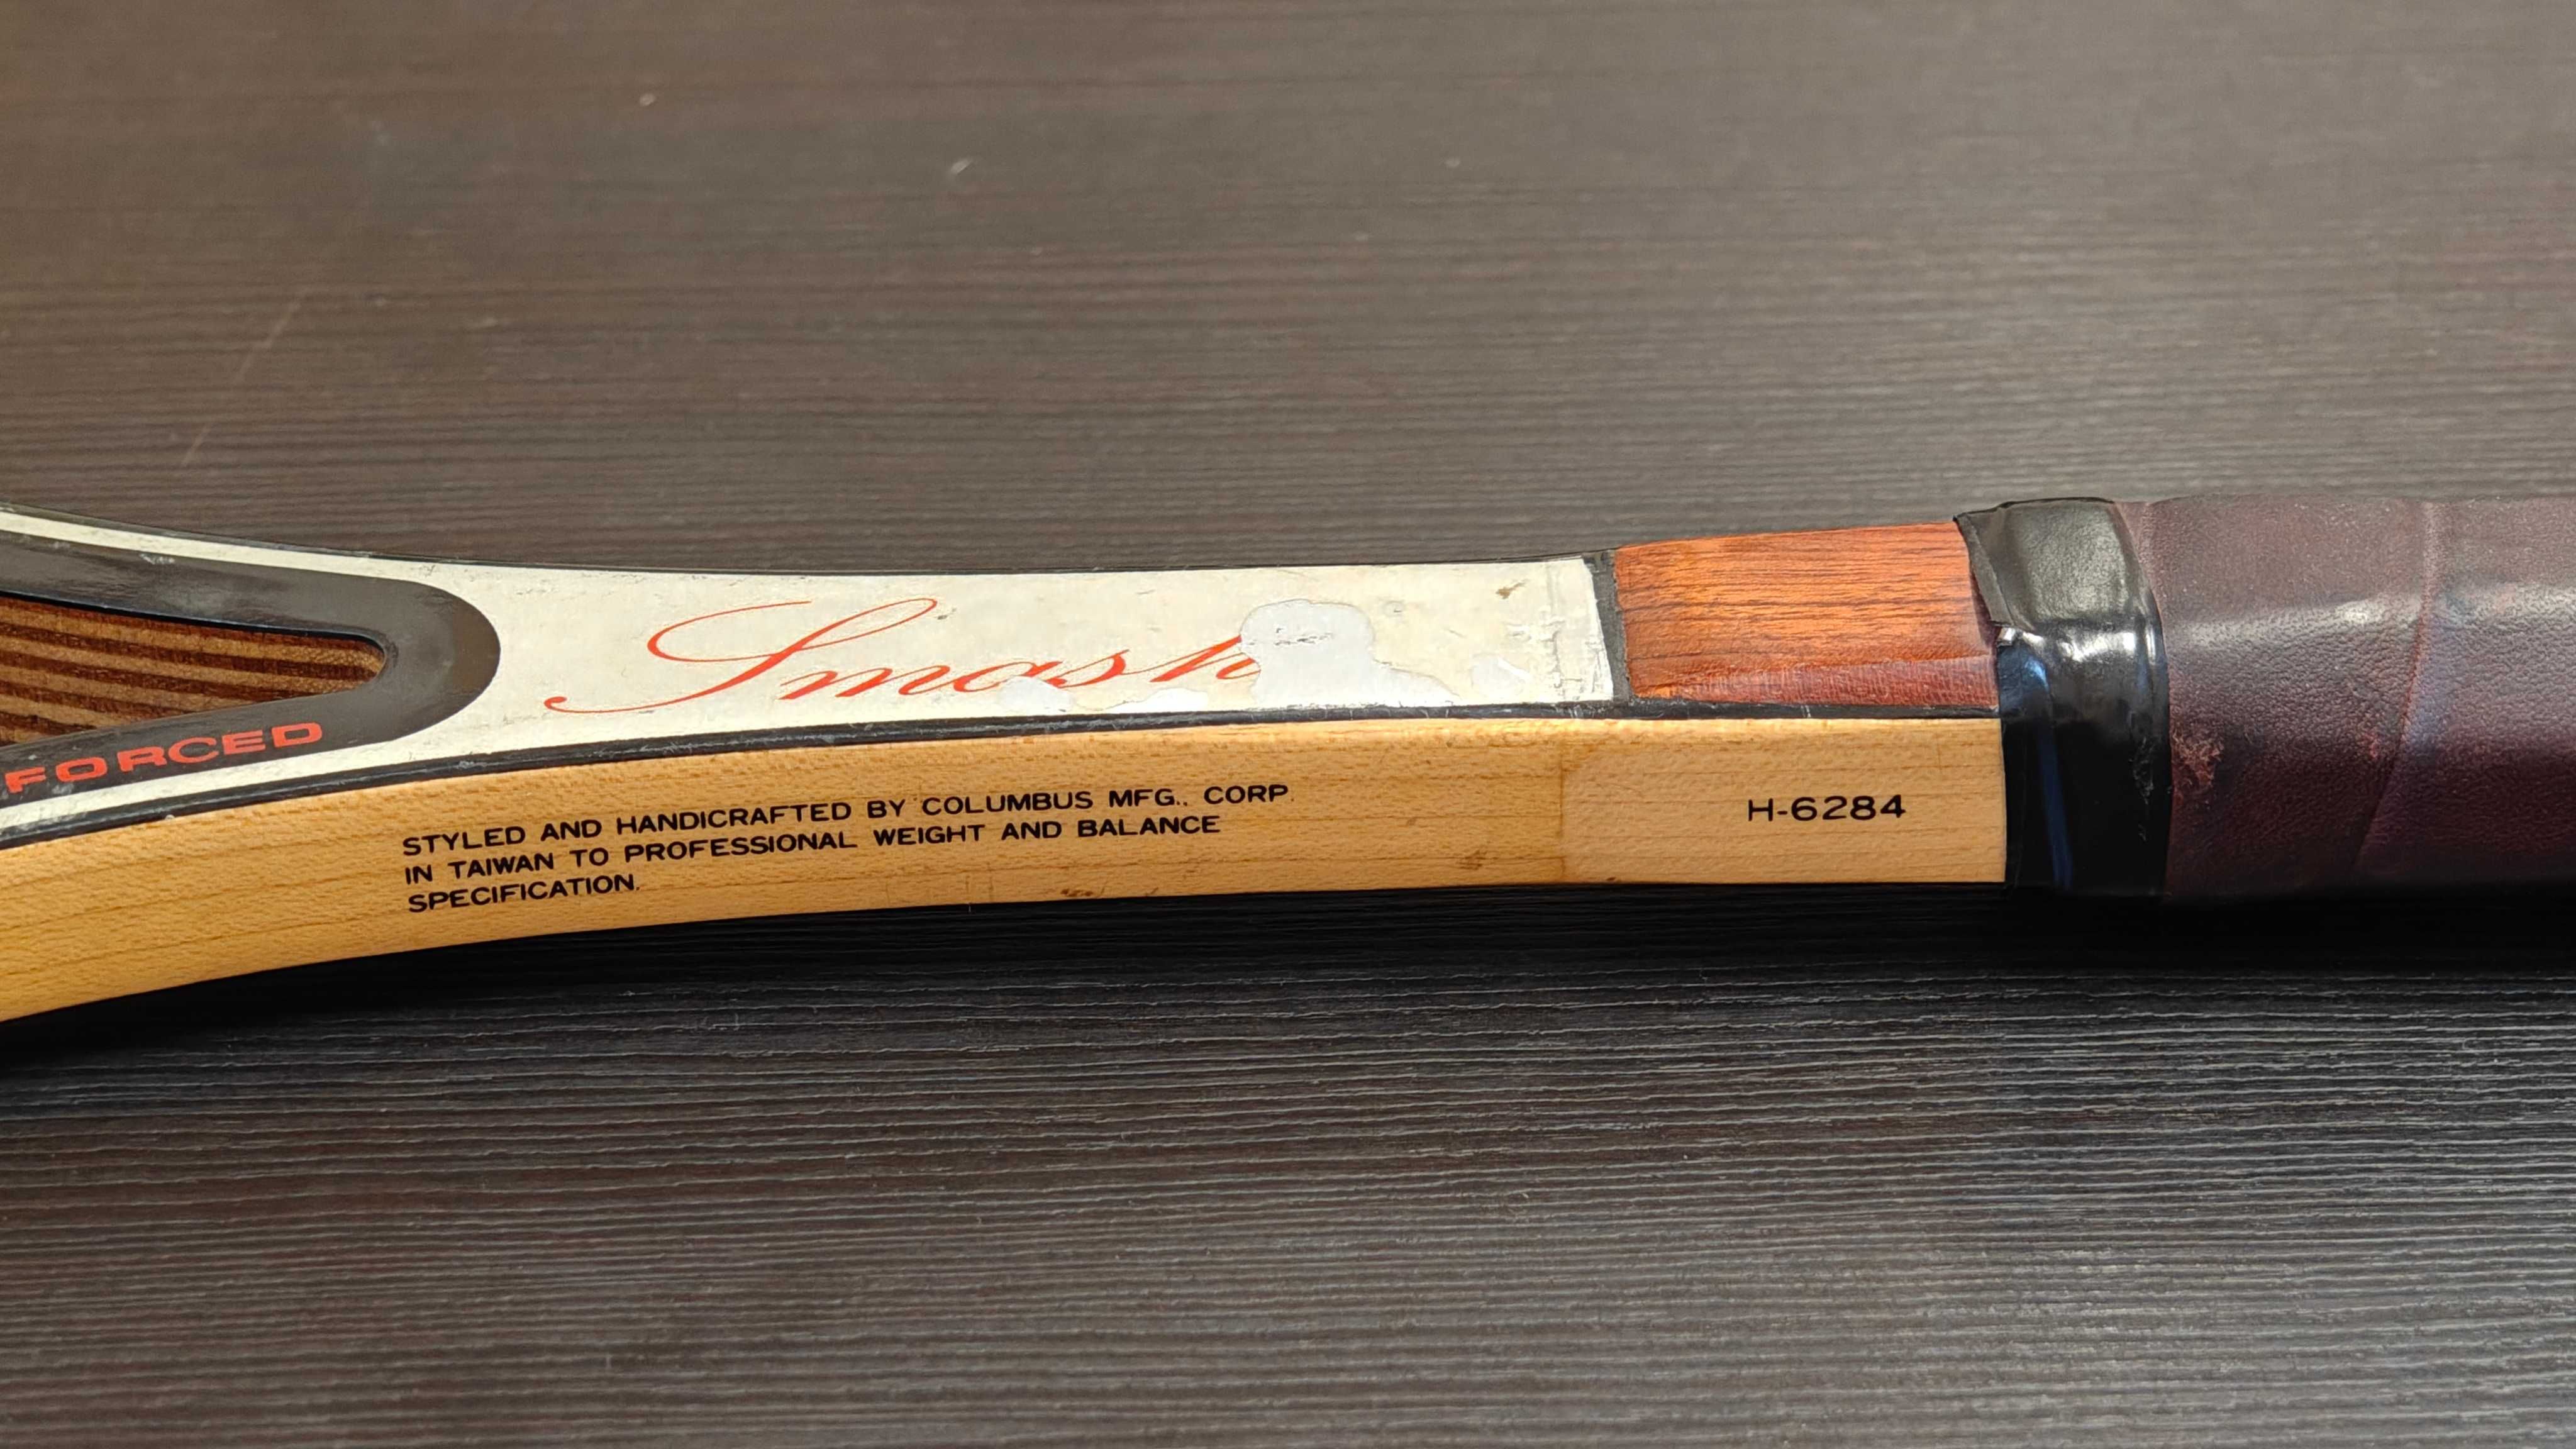 Smash
FORCED
STYLED AND HANDICRAFTED BY COLUMBUS MFG.. CORP.
IN TAIWAN TO PROFESSIONAL WEIGHT AND BALANCE
SPECIFICATION.
H-6284